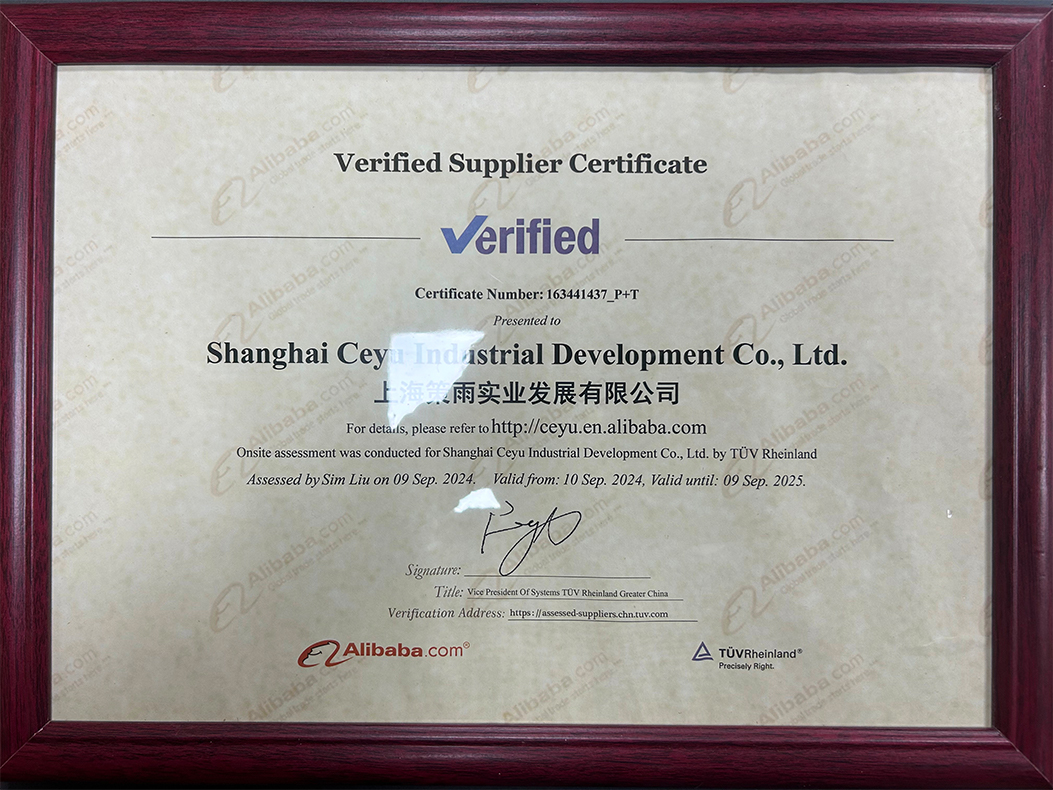 Verified Supplier Certificate
Verified
Certificate Number: 163441437_P+T
Presented to
Shanghai Ceyu Industrial Development Co., Ltd.
上海策雨实业发展有限公司
For details, please refer to http://ceyu.en.alibaba.com
Onsite assessment was conducted for Shanghai Ceyu Industrial Development Co., Ltd. by TÜV Rheinland
Assessed by Sim Liu on 09 Sep. 2024. Valid from: 10 Sep. 2024, Valid until: 09 Sep. 2025.
Signature:
Title: Vice President Of Systems TÜV Rheinland Greater China
Verification Address: https://assessed-suppliers.chn.tuv.com
Alibaba.com®
TÜVRheinland®
Precisely Right.